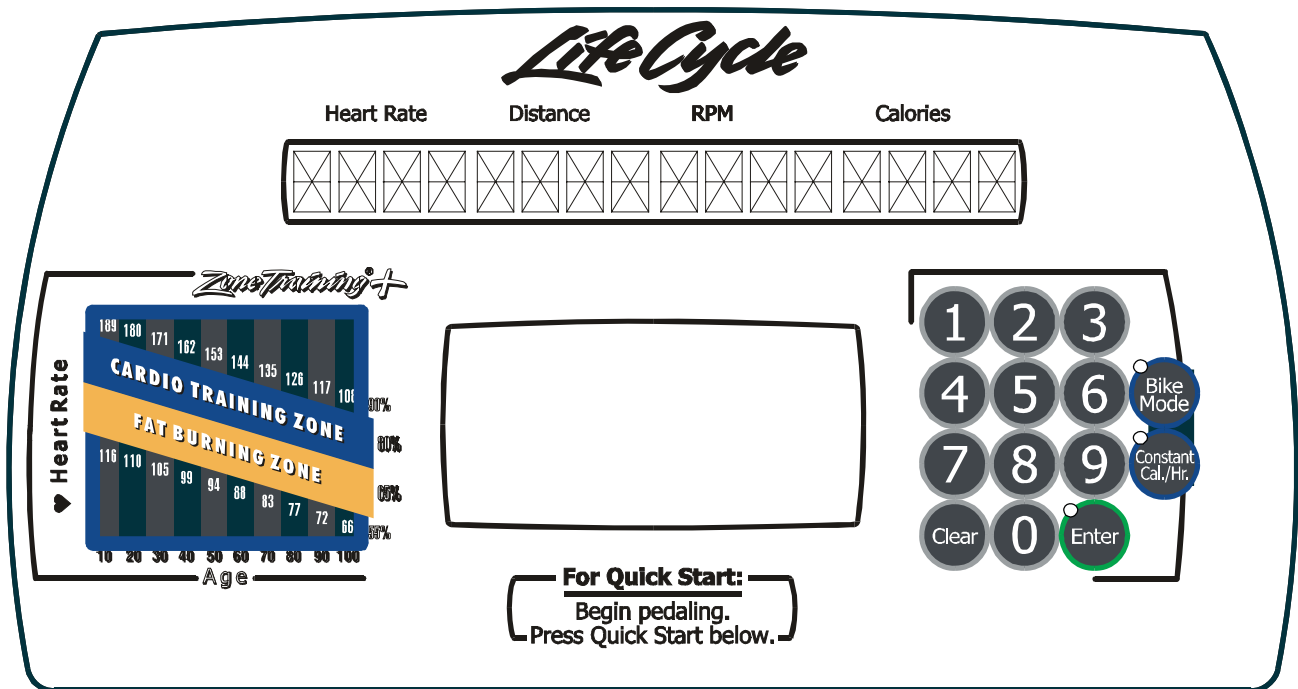 Life Cycle
Heart Rate Distance RPM Calories
Zone Training®+
189 180 171 162 153 144 135 126 117 108
CARDIO TRAINING ZONE
FAT BURNING ZONE
116 110 105 99 94 88 83 77 72 66
90%
80%
65%
Heart Rate
10 20 30 40 50 60 70 80 90 100
Age
1 2 3
4 5 6
Bike
Mode
7 8 9
Constant
Cal./Hr.
Clear 0 Enter
For Quick Start:
Begin pedaling.
Press Quick Start below.